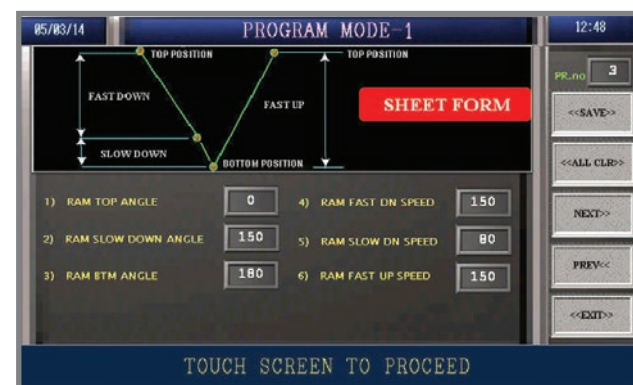 05/03/14
PROGRAM MODE-1
12:48
TOP POSITION
TOP POSITION
PR.no 3
FAST DOWN
FAST UP
SHEET FORM
<<SAVE>>
SLOW DOWN
BOTTOM POSITION
<<ALL CLR>>
1) RAM TOP ANGLE 0
4) RAM FAST DN SPEED 150
NEXT>>
2) RAM SLOW DOWN ANGLE 150
5) RAM SLOW DN SPEED 80
3) RAM BTM ANGLE 180
6) RAM FAST UP SPEED 150
PREV<<
<<EXIT>>
TOUCH SCREEN TO PROCEED